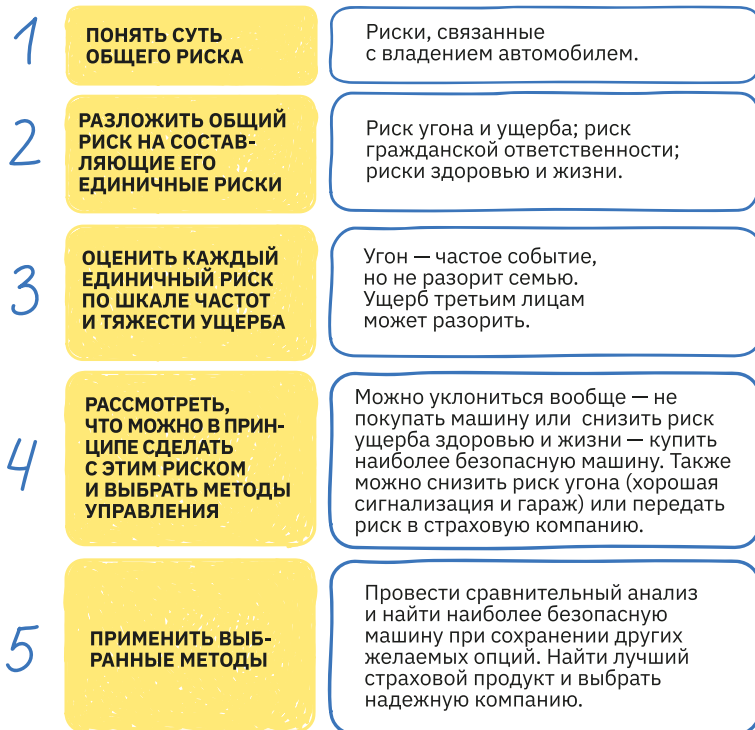 1
ПОНЯТЬ СУТЬ
ОБЩЕГО РИСКА
Риски, связанные
с владением автомобилем.
2
РАЗЛОЖИТЬ ОБЩИЙ
РИСК НА СОСТАВ-
ЛЯЮЩИЕ ЕГО
ЕДИНИЧНЫЕ РИСКИ
Риск угона и ущерба; риск
гражданской ответственности;
риски здоровью и жизни.
3
ОЦЕНИТЬ КАЖДЫЙ
ЕДИНИЧНЫЙ РИСК
ПО ШКАЛЕ ЧАСТОТ
И ТЯЖЕСТИ УЩЕРБА
Угон — частое событие,
но не разорит семью.
Ущерб третьим лицам
может разорить.
4
РАССМОТРЕТЬ,
ЧТО МОЖНО В ПРИН-
ЦИПЕ СДЕЛАТЬ
С ЭТИМ РИСКОМ
И ВЫБРАТЬ МЕТОДЫ
УПРАВЛЕНИЯ
Можно уклониться вообще — не
покупать машину или снизить риск
ущерба здоровью и жизни — купить
наиболее безопасную машину. Также
можно снизить риск угона (хорошая
сигнализация и гараж) или передать
риск в страховую компанию.
5
ПРИМЕНИТЬ ВЫБ-
РАННЫЕ МЕТОДЫ
Провести сравнительный анализ
и найти наиболее безопасную
машину при сохранении других
желаемых опций. Найти лучший
страховой продукт и выбрать
надежную компанию.